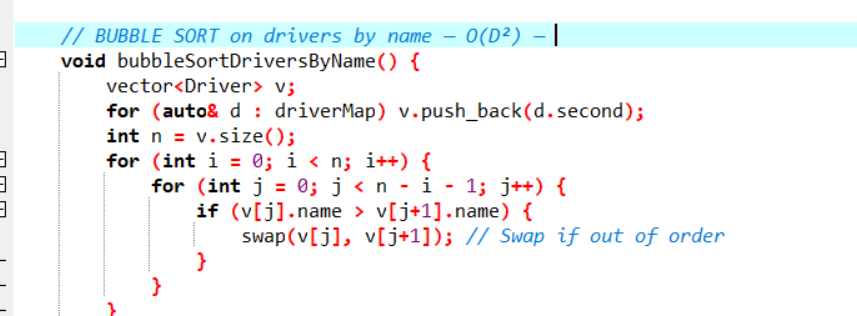 // BUBBLE SORT on drivers by name — O(D²) —
void bubbleSortDriversByName() {
vector<Driver> v;
for (auto& d : driverMap) v.push_back(d.second);
int n = v.size();
for (int i = 0; i < n; i++) {
for (int j = 0; j < n - i - 1; j++) {
if (v[j].name > v[j+1].name) {
swap(v[j], v[j+1]); // Swap if out of order
}
}
}